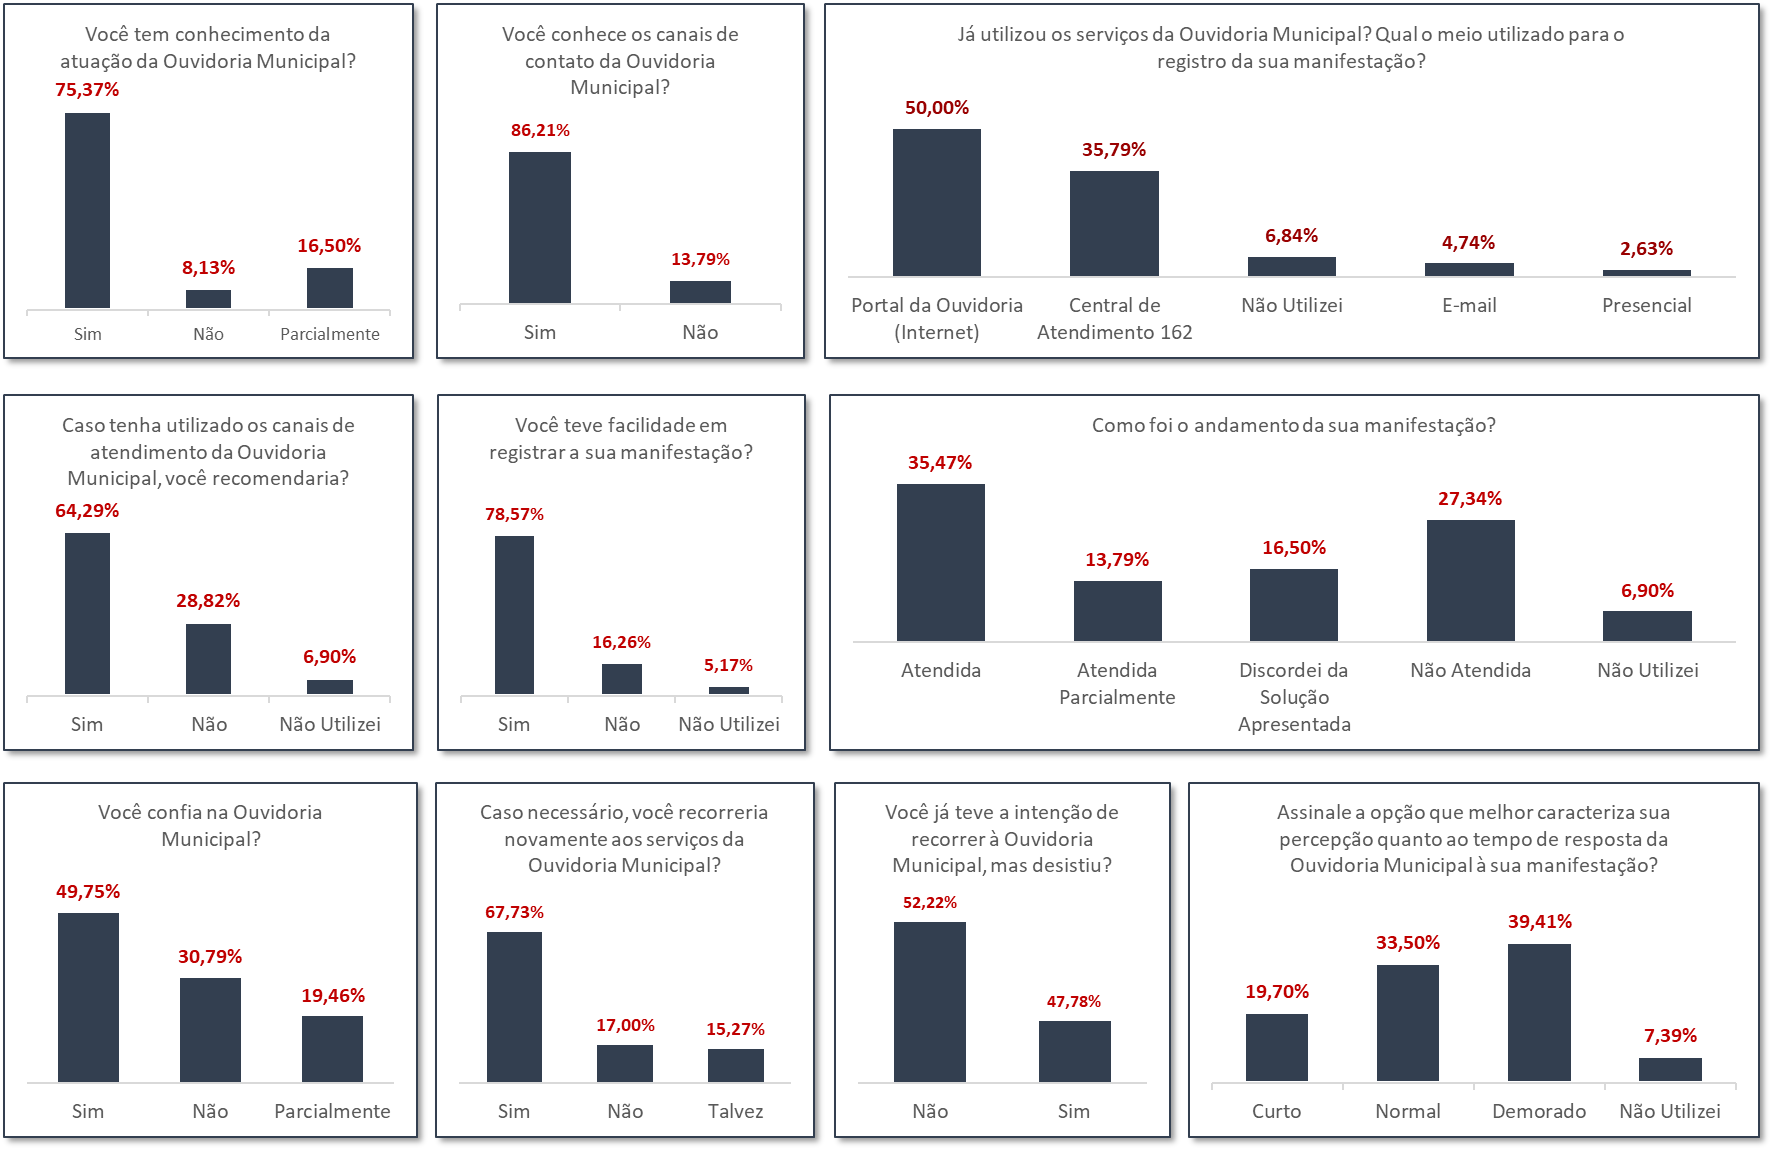 Você tem conhecimento da
atuação da Ouvidoria Municipal?
75,37%
8,13%
16,50%
Sim
Não
Parcialmente
Você conhece os canais de
contato da Ouvidoria
Municipal?
86,21%
13,79%
Sim
Não
Já utilizou os serviços da Ouvidoria Municipal? Qual o meio utilizado para o
registro da sua manifestação?
50,00%
35,79%
6,84%
4,74%
2,63%
Portal da Ouvidoria
(Internet)
Central de
Atendimento 162
Não Utilizei
E-mail
Presencial
Caso tenha utilizado os canais de
atendimento da Ouvidoria
Municipal, você recomendaria?
64,29%
28,82%
6,90%
Sim
Não
Não Utilizei
Você teve facilidade em
registrar a sua manifestação?
78,57%
16,26%
5,17%
Sim
Não
Não Utilizei
Como foi o andamento da sua manifestação?
35,47%
13,79%
16,50%
27,34%
6,90%
Atendida
Atendida
Parcialmente
Discordei da
Solução
Apresentada
Não Atendida
Não Utilizei
Você confia na Ouvidoria
Municipal?
49,75%
30,79%
19,46%
Sim
Não
Parcialmente
Caso necessário, você recorreria
novamente aos serviços da
Ouvidoria Municipal?
67,73%
17,00%
15,27%
Sim
Não
Talvez
Você já teve a intenção de
recorrer à Ouvidoria
Municipal, mas desistiu?
52,22%
47,78%
Não
Sim
Assinale a opção que melhor caracteriza sua
percepção quanto ao tempo de resposta da
Ouvidoria Municipal à sua manifestação?
19,70%
33,50%
39,41%
7,39%
Curto
Normal
Demorado
Não Utilizei